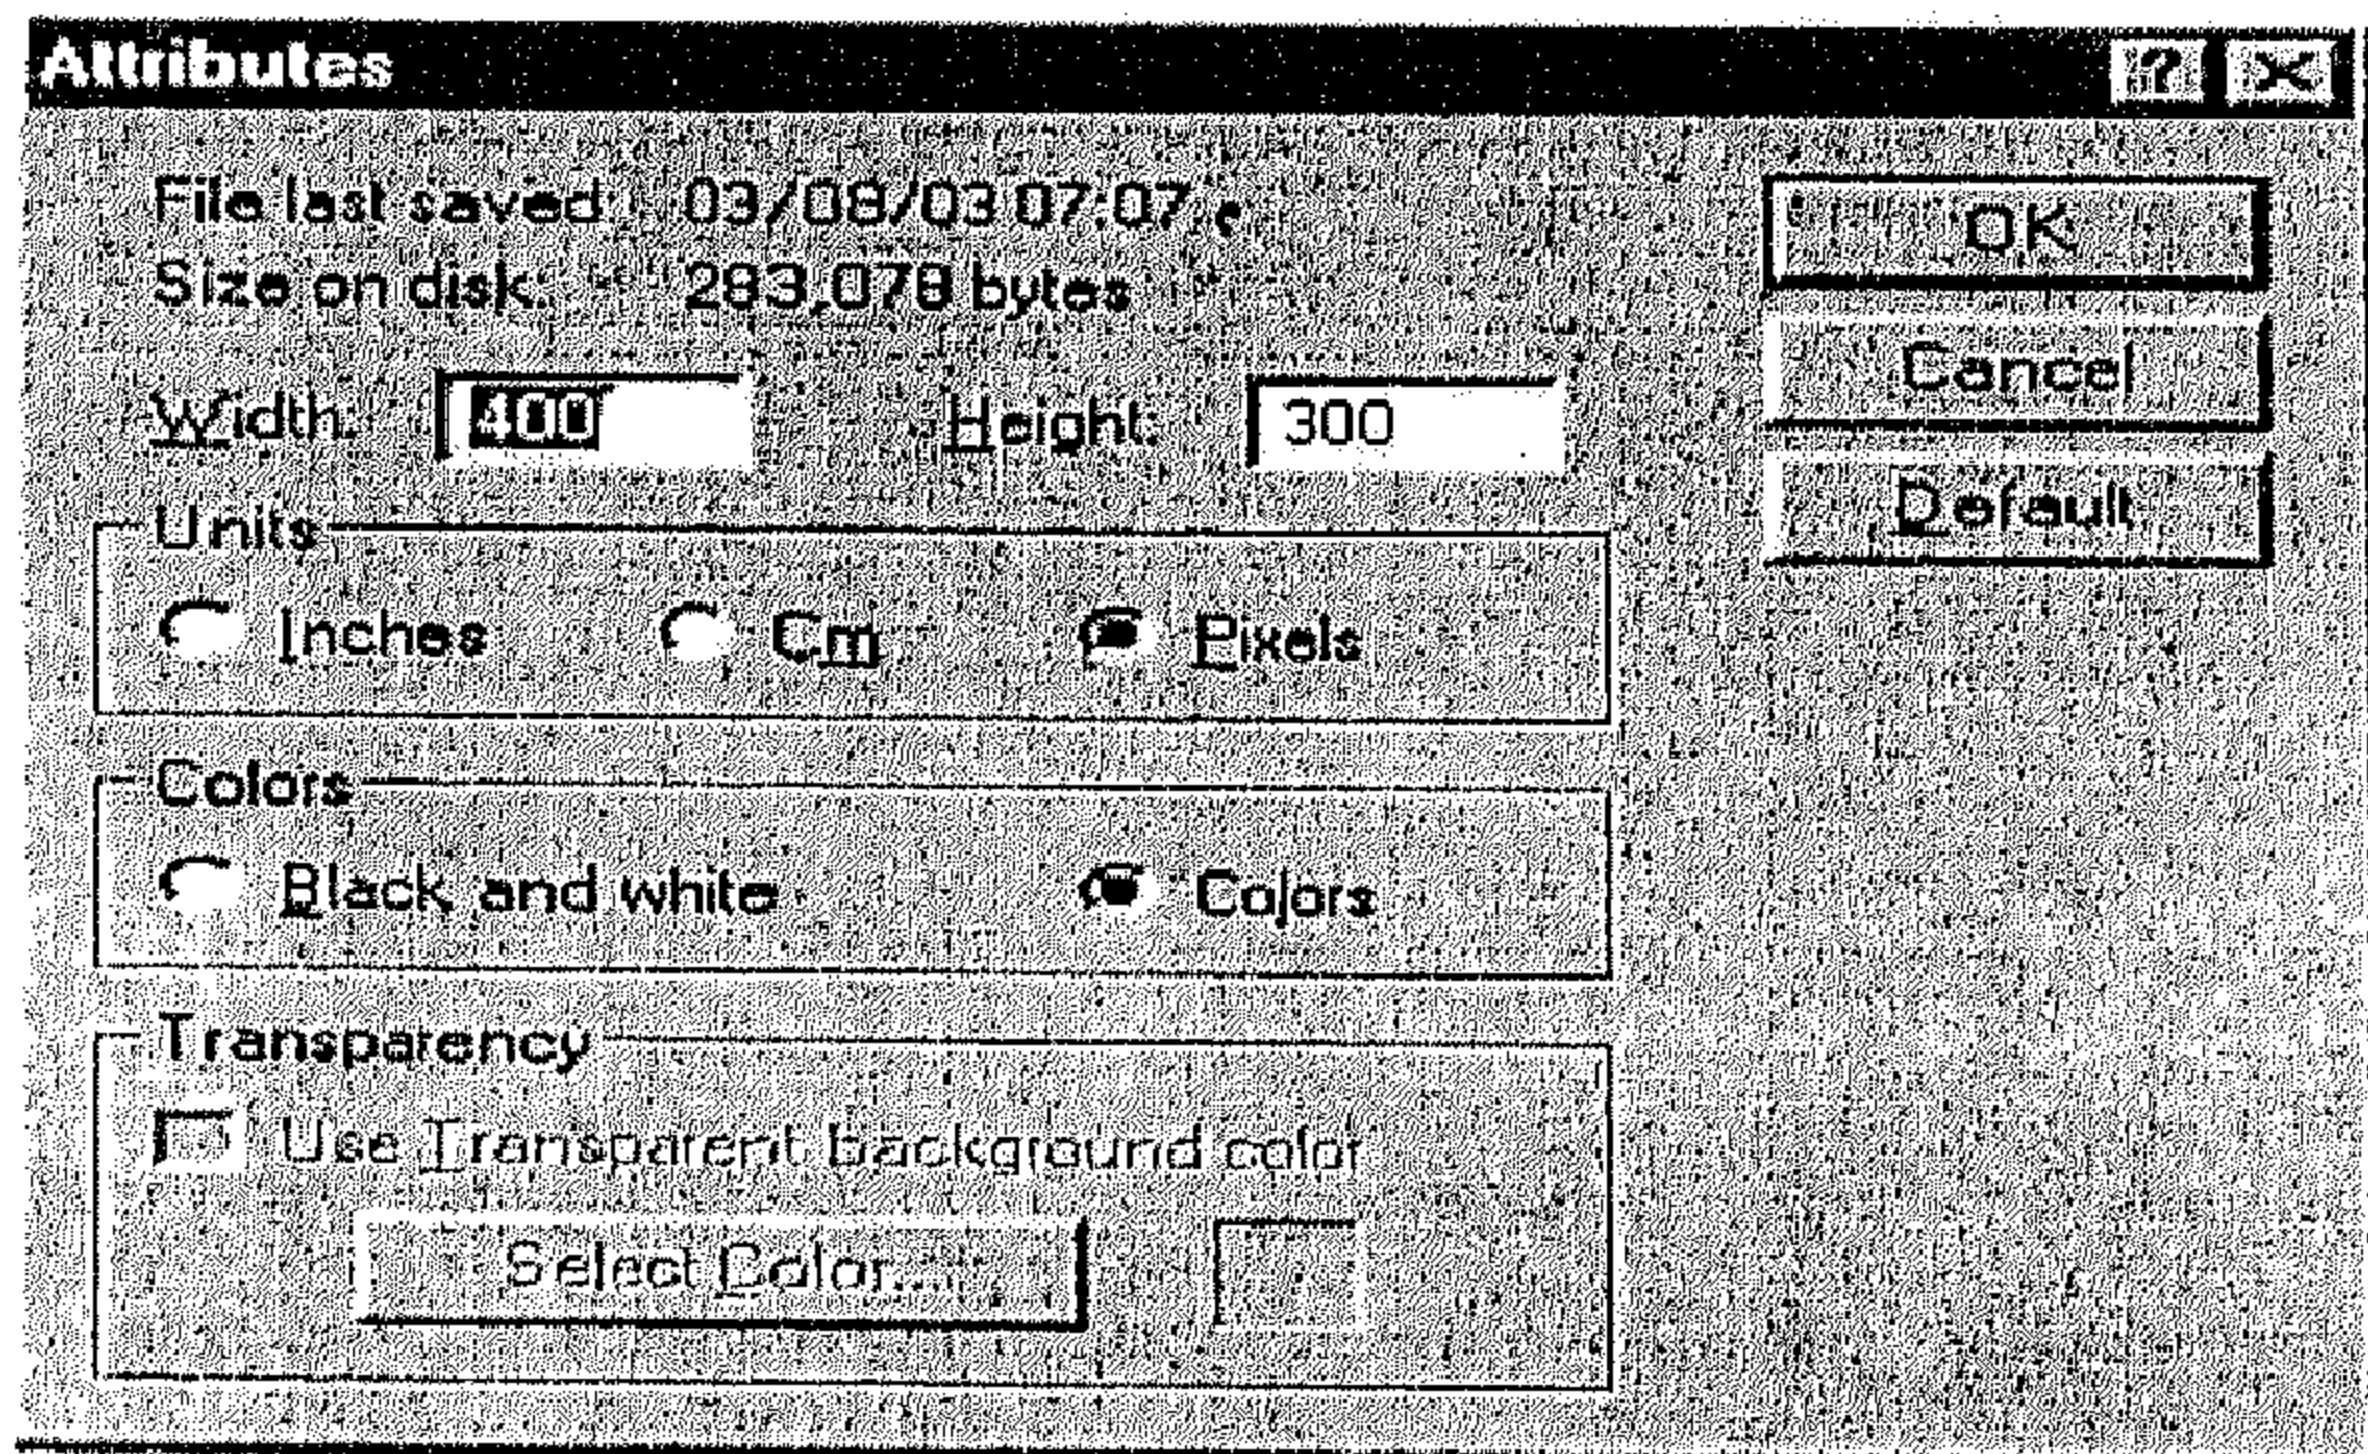 Attributes
File last saved: 03/08/03 07:07
Size on disk: 283,078 bytes
OK
Cancel
Default
Width: 400 Height: 300
Units
Inches Cm Pixels
Colors
Black and white Colors
Transparency
Use Transparent background color
Select Color...